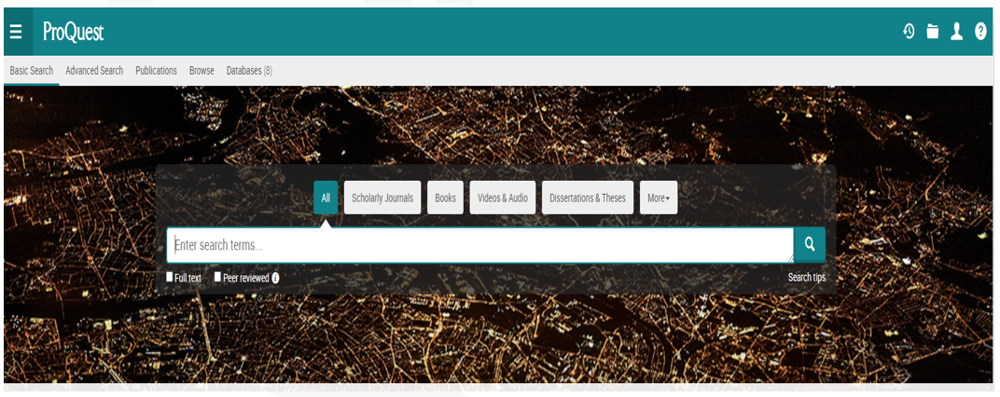 ProQuest
Basic Search Advanced Search Publications Browse Databases (8)
All Scholarly Journals Books Videos & Audio Dissertations & Theses More
Enter search terms...
Full text Peer reviewed Search tips